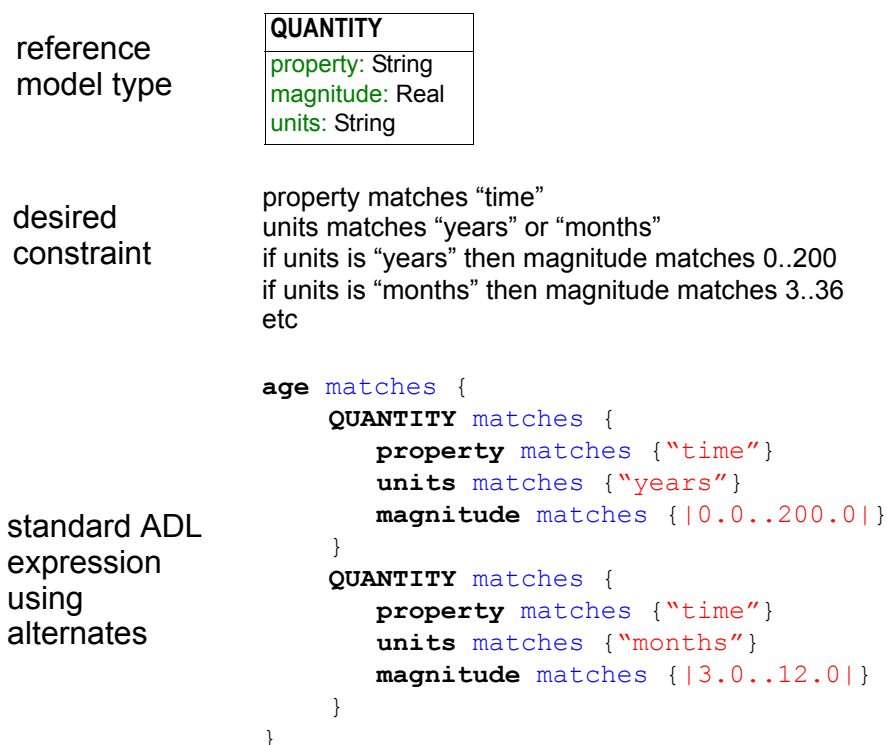 reference
model type
QUANTITY
property: String
magnitude: Real
units: String
desired
constraint
property matches “time”
units matches “years” or “months”
if units is “years” then magnitude matches 0..200
if units is “months” then magnitude matches 3..36
etc
standard ADL
expression
using
alternates
age matches {
QUANTITY matches {
property matches {“time”}
units matches {“years”}
magnitude matches {|0.0..200.0|}
}
QUANTITY matches {
property matches {“time”}
units matches {“months”}
magnitude matches {|3.0..12.0|}
}
}